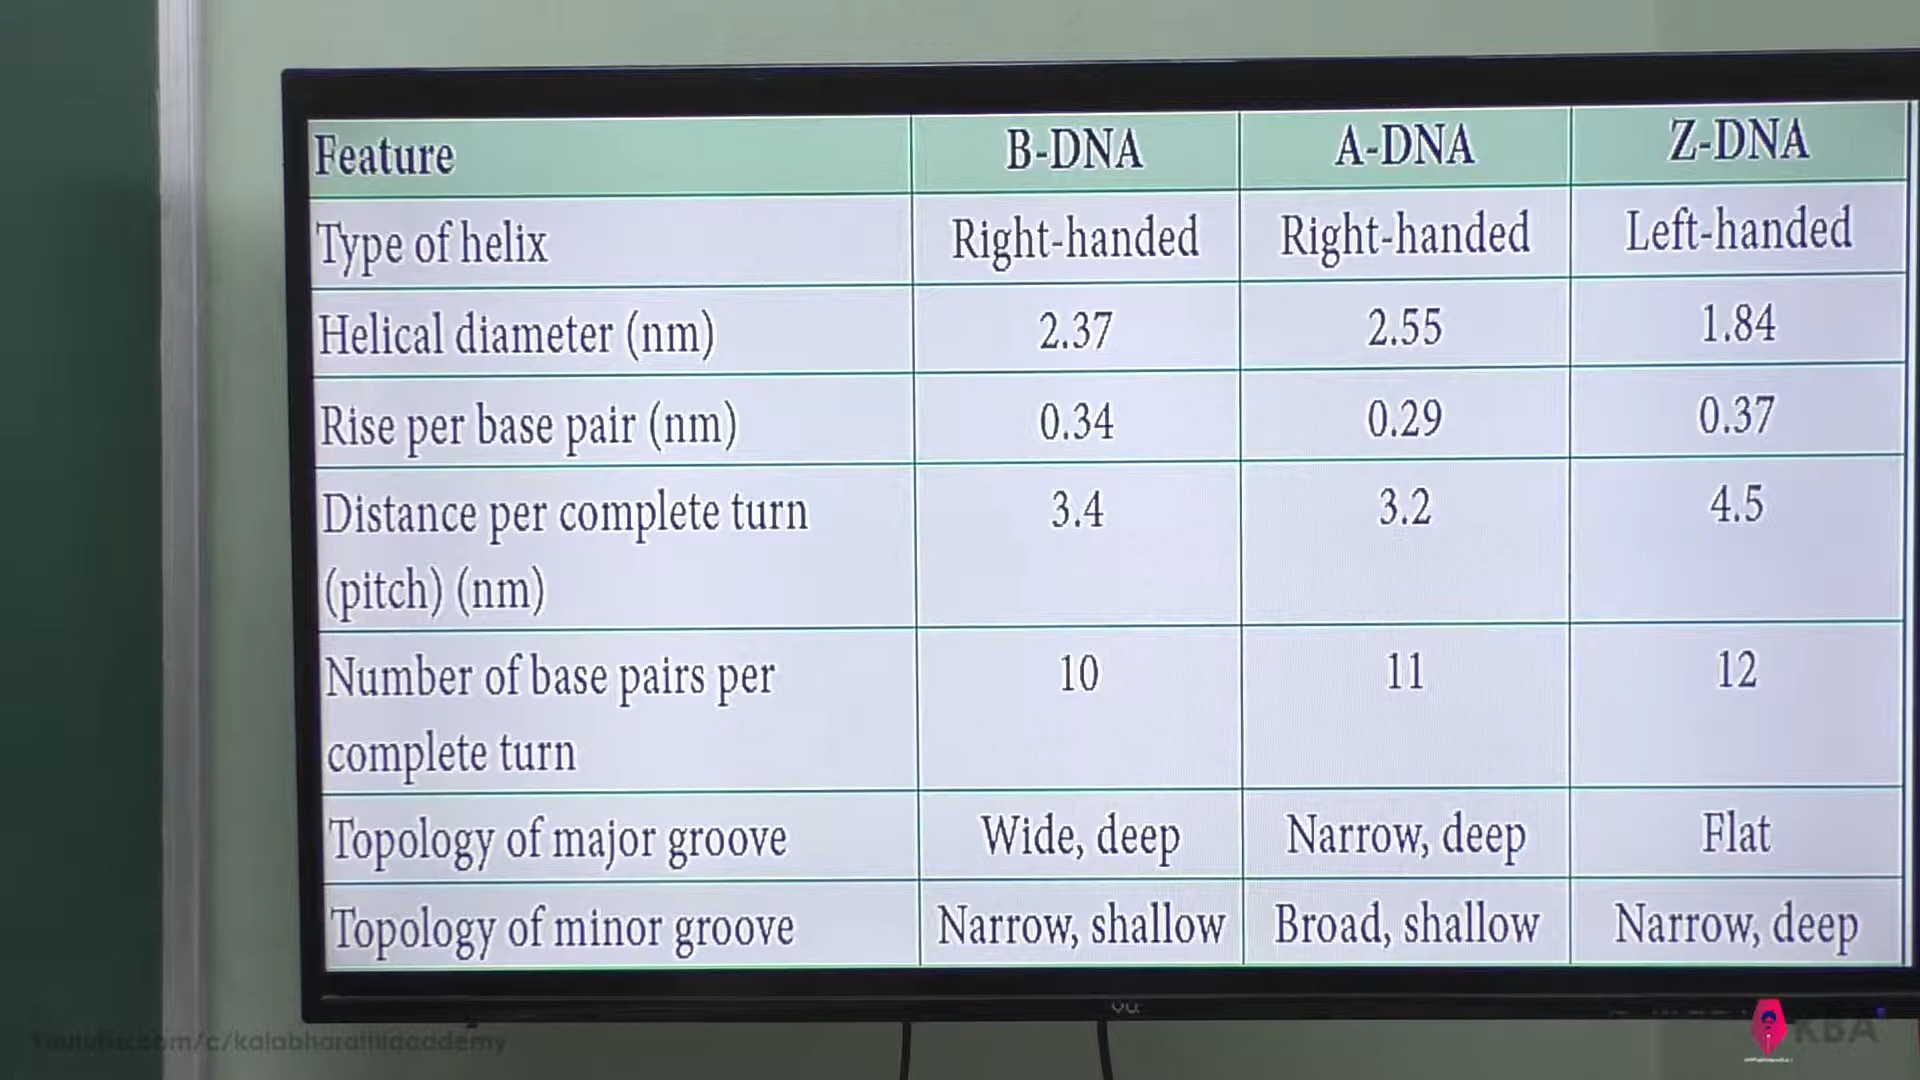 Feature B-DNA A-DNA Z-DNA
Type of helix Right-handed Right-handed Left-handed
Helical diameter (nm) 2.37 2.55 1.84
Rise per base pair (nm) 0.34 0.29 0.37
Distance per complete turn 3.4 3.2 4.5
(pitch) (nm)
Number of base pairs per 10 11 12
complete turn
Topology of major groove Wide, deep Narrow, deep Flat
Topology of minor groove Narrow, shallow Broad, shallow Narrow, deep
VU
KBA
Youtube.com/c/kalabharathiacademy